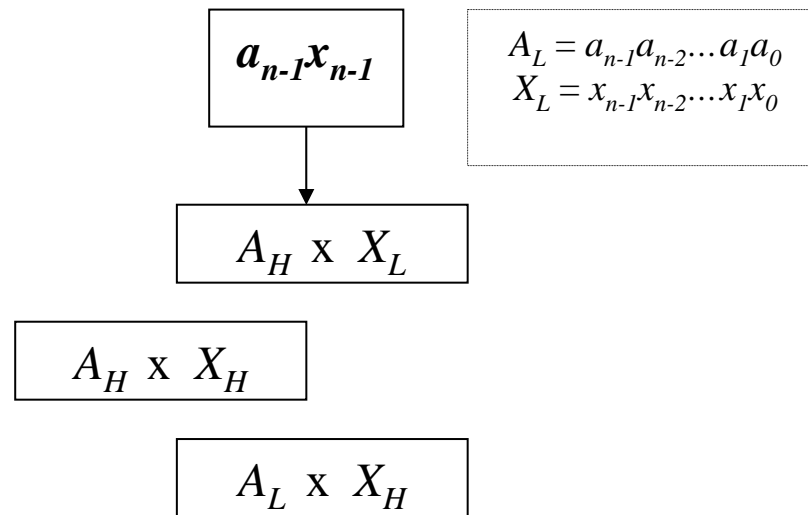 a_{n-1}x_{n-1}
A_L = a_{n-1}a_{n-2}...a_1a_0
X_L = x_{n-1}x_{n-2}...x_1x_0
A_H x X_L
A_H x X_H
A_L x X_H